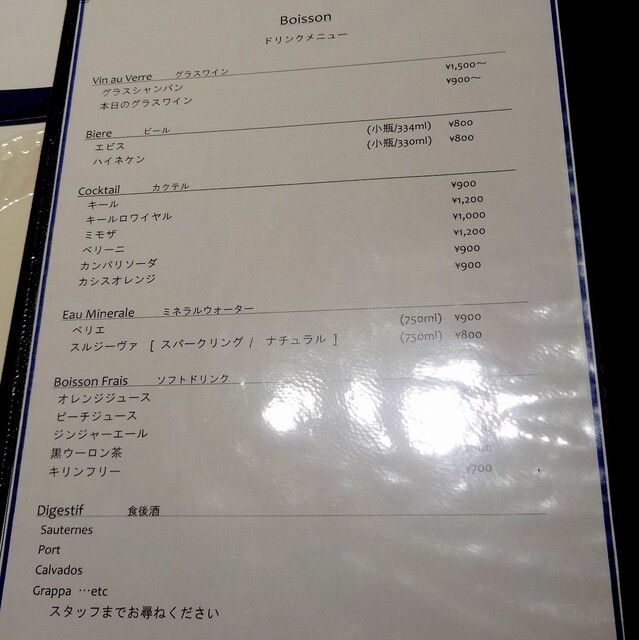 Boisson
ドリンクメニュー
Vin au Verre グラスワイン
グラスシャンパン ¥1,500～
本日のグラスワイン ¥900～
Biere ビール
エビス (小瓶/334ml) ¥800
ハイネケン (小瓶/330ml) ¥800
Cocktail カクテル
キール ¥900
キールロワイヤル ¥1,200
ミモザ ¥1,000
ベリーニ ¥1,200
カンパリソーダ ¥900
カシスオレンジ ¥900
Eau Minerale ミネラルウォーター
ペリエ (750ml) ¥900
スルジーヴァ [ スパークリング / ナチュラル ] (750ml) ¥800
Boisson Frais ソフトドリンク
オレンジジュース
ピーチジュース
ジンジャーエール
黒ウーロン茶
キリンフリー ¥700
Digestif 食後酒
Sauternes
Port
Calvados
Grappa …etc
スタッフまでお尋ねください